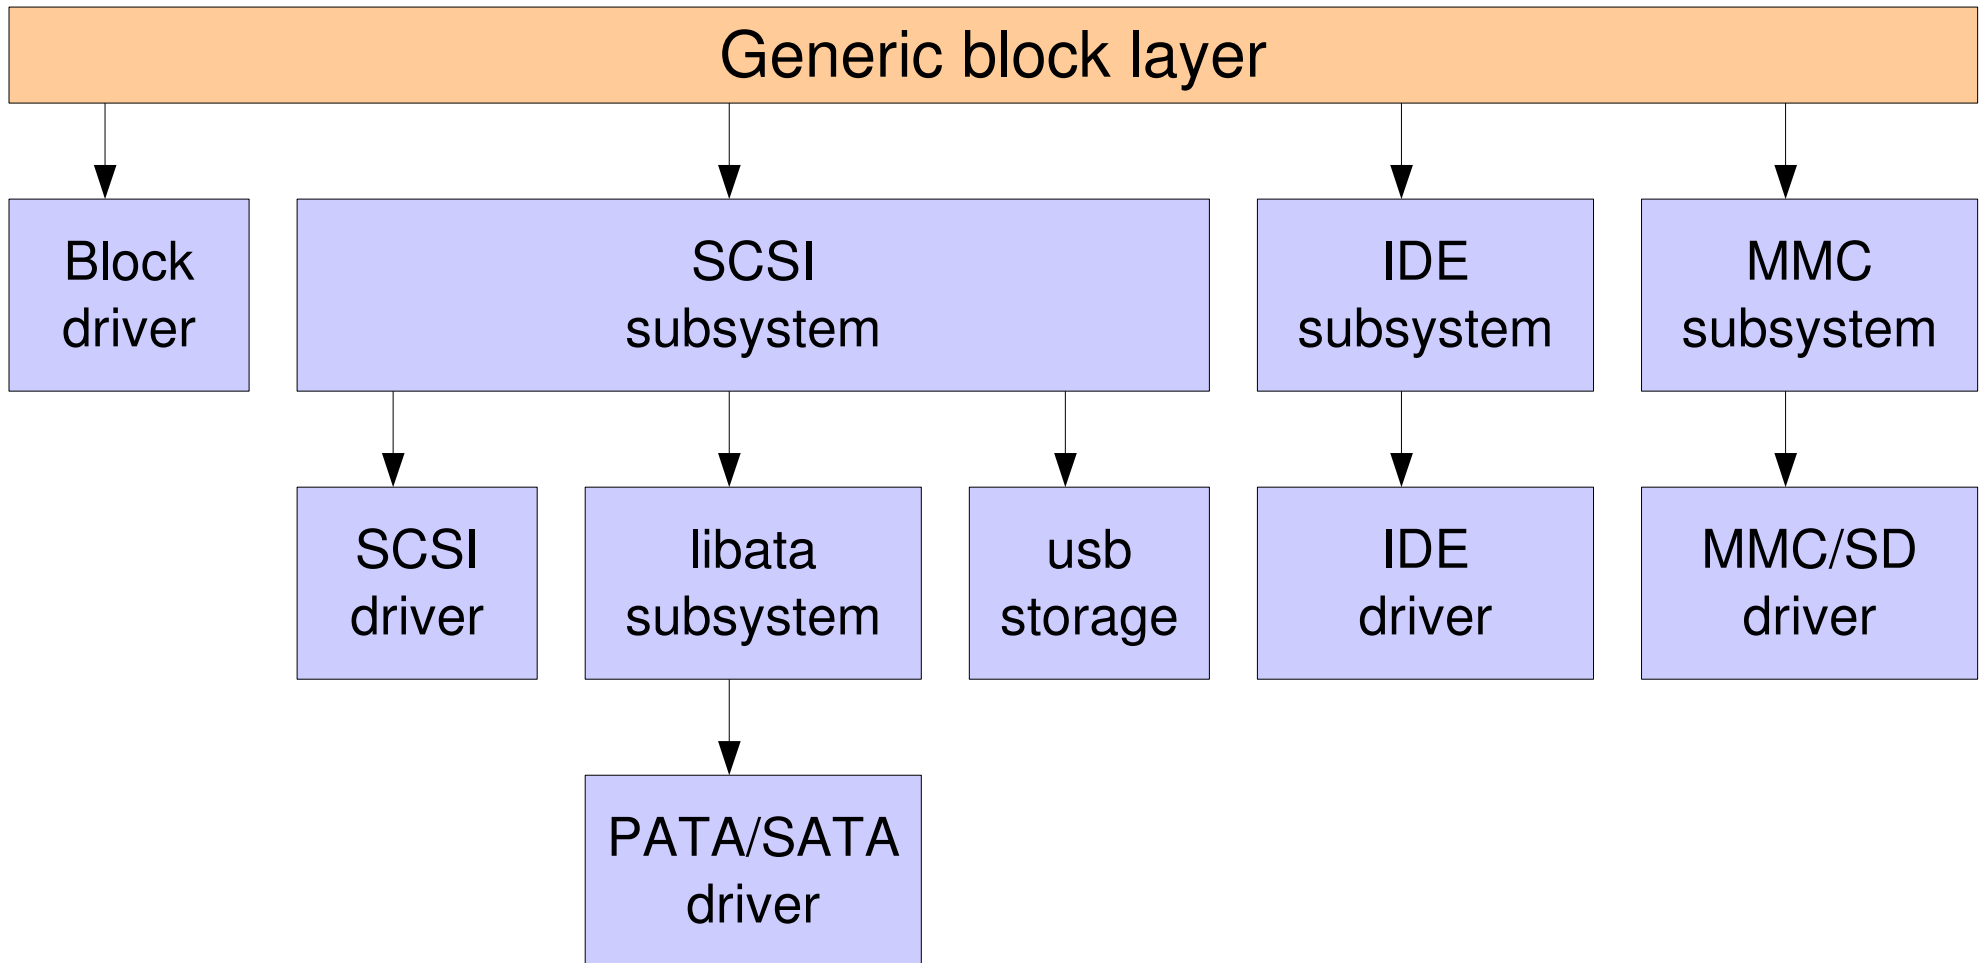 Generic block layer
Block
driver
SCSI
subsystem
IDE
subsystem
MMC
subsystem
SCSI
driver
libata
subsystem
usb
storage
IDE
driver
MMC/SD
driver
PATA/SATA
driver